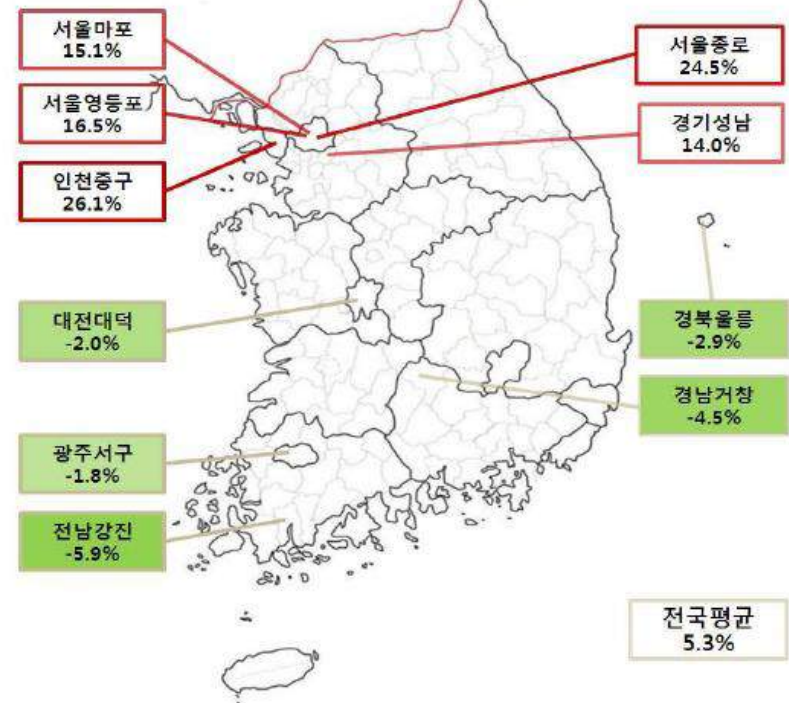 서울마포
15.1%
서울종로
24.5%
서울영등포
16.5%
경기성남
14.0%
인천중구
26.1%
대전대덕
-2.0%
경북울릉
-2.9%
경남거창
-4.5%
광주서구
-1.8%
전남강진
-5.9%
전국평균
5.3%